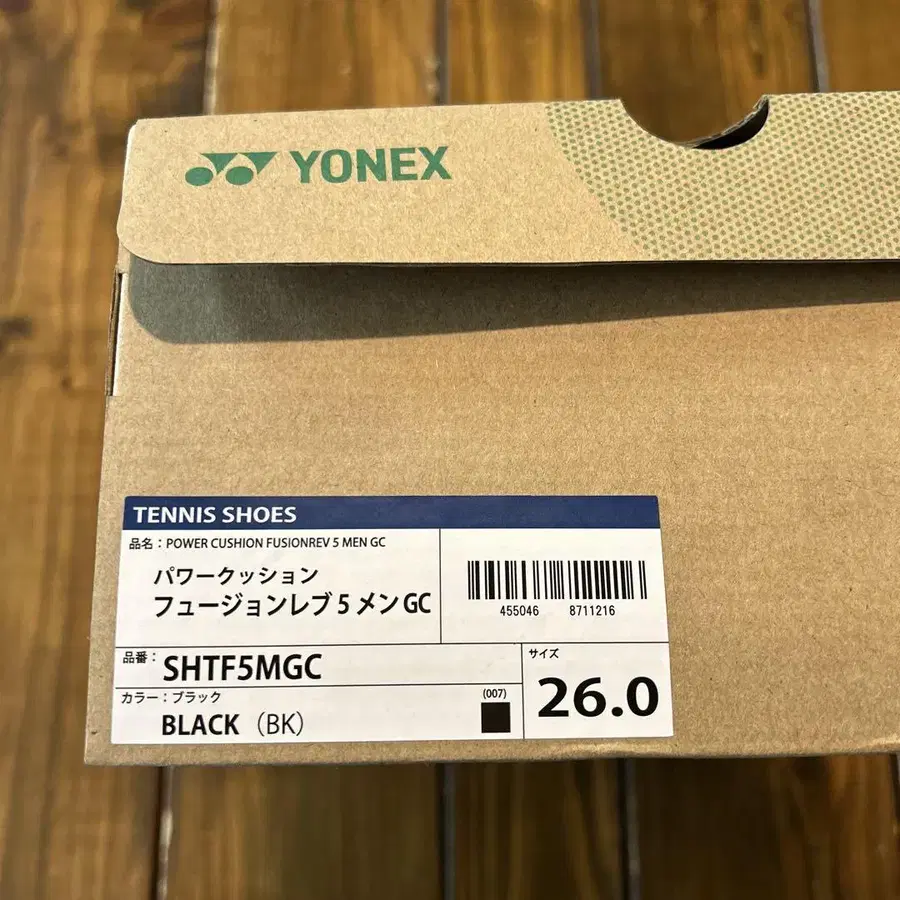 YONEX
TENNIS SHOES
品名：POWER CUSHION FUSIONREV 5 MEN GC
パワークッション
フュージョンレブ 5 メン GC
455046 8711216
品番：SHTF5MGC
サイズ
26.0
カラー：ブラック
(007)
BLACK（BK）